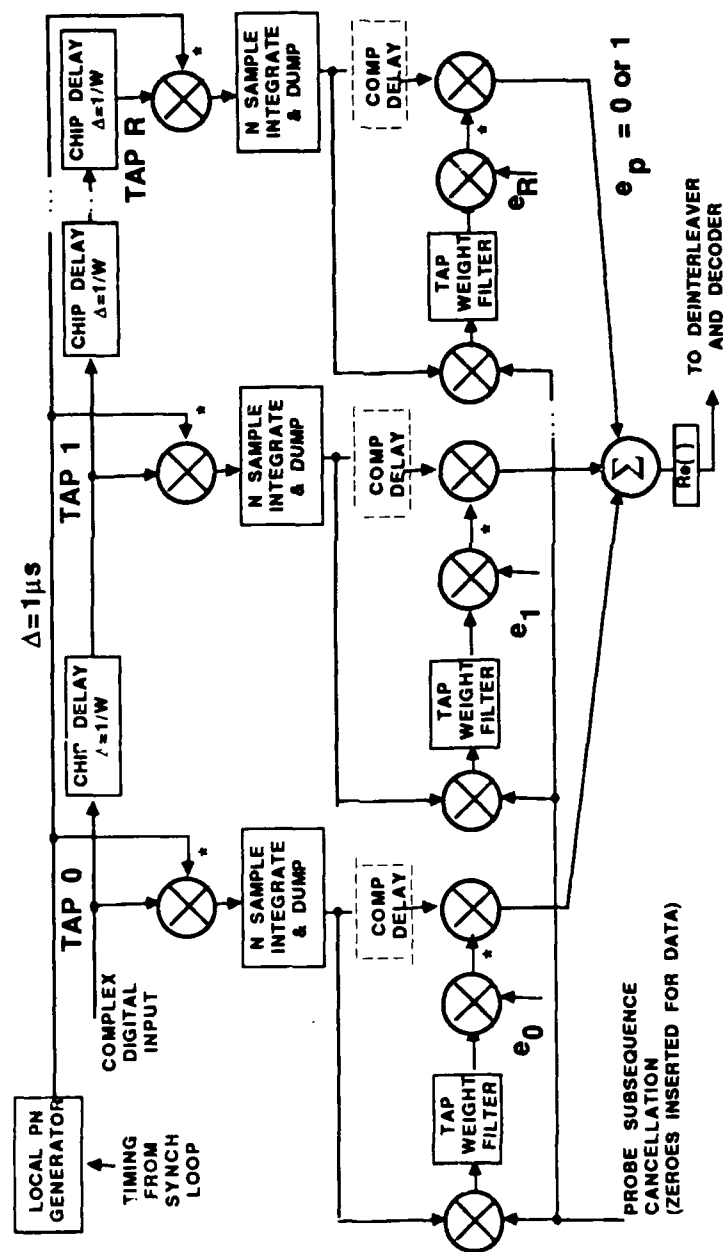 LOCAL PN
GENERATOR
TIMING
FROM
SYNCH
LOOP
COMPLEX
DIGITAL
INPUT
Δ=1μs
TAP 0
CHIP DELAY
Δ=1/W
TAP 1
CHIP DELAY
Δ=1/W
CHIP DELAY
Δ=1/W
TAP R
*
*
*
N SAMPLE
INTEGRATE
& DUMP
N SAMPLE
INTEGRATE
& DUMP
N SAMPLE
INTEGRATE
& DUMP
COMP
DELAY
COMP
DELAY
COMP
DELAY
*
*
*
TAP
WEIGHT
FILTER
e0
TAP
WEIGHT
FILTER
e1
TAP
WEIGHT
FILTER
eRI
ep = 0 or 1
Σ
Re( )
TO DEINTERLEAVER
AND DECODER
PROBE SUBSEQUENCE
CANCELLATION
(ZEROES INSERTED FOR DATA)